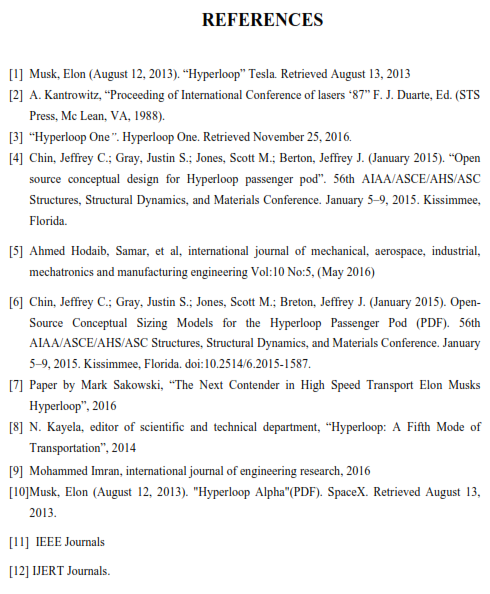 REFERENCES
[1] Musk, Elon (August 12, 2013). “Hyperloop” Tesla. Retrieved August 13, 2013
[2] A. Kantrowitz, “Proceeding of International Conference of lasers ‘87” F. J. Duarte, Ed. (STS
Press, Mc Lean, VA, 1988).
[3] “Hyperloop One”. Hyperloop One. Retrieved November 25, 2016.
[4] Chin, Jeffrey C.; Gray, Justin S.; Jones, Scott M.; Berton, Jeffrey J. (January 2015). “Open
source conceptual design for Hyperloop passenger pod”. 56th AIAA/ASCE/AHS/ASC
Structures, Structural Dynamics, and Materials Conference. January 5–9, 2015. Kissimmee,
Florida.
[5] Ahmed Hodaib, Samar, et al, international journal of mechanical, aerospace, industrial,
mechatronics and manufacturing engineering Vol:10 No:5, (May 2016)
[6] Chin, Jeffrey C.; Gray, Justin S.; Jones, Scott M.; Breton, Jeffrey J. (January 2015). Open-
Source Conceptual Sizing Models for the Hyperloop Passenger Pod (PDF). 56th
AIAA/ASCE/AHS/ASC Structures, Structural Dynamics, and Materials Conference. January
5–9, 2015. Kissimmee, Florida. doi:10.2514/6.2015-1587.
[7] Paper by Mark Sakowski, “The Next Contender in High Speed Transport Elon Musks
Hyperloop”, 2016
[8] N. Kayela, editor of scientific and technical department, “Hyperloop: A Fifth Mode of
Transportation”, 2014
[9] Mohammed Imran, international journal of engineering research, 2016
[10]Musk, Elon (August 12, 2013). "Hyperloop Alpha"(PDF). SpaceX. Retrieved August 13,
2013.
[11] IEEE Journals
[12] IJERT Journals.